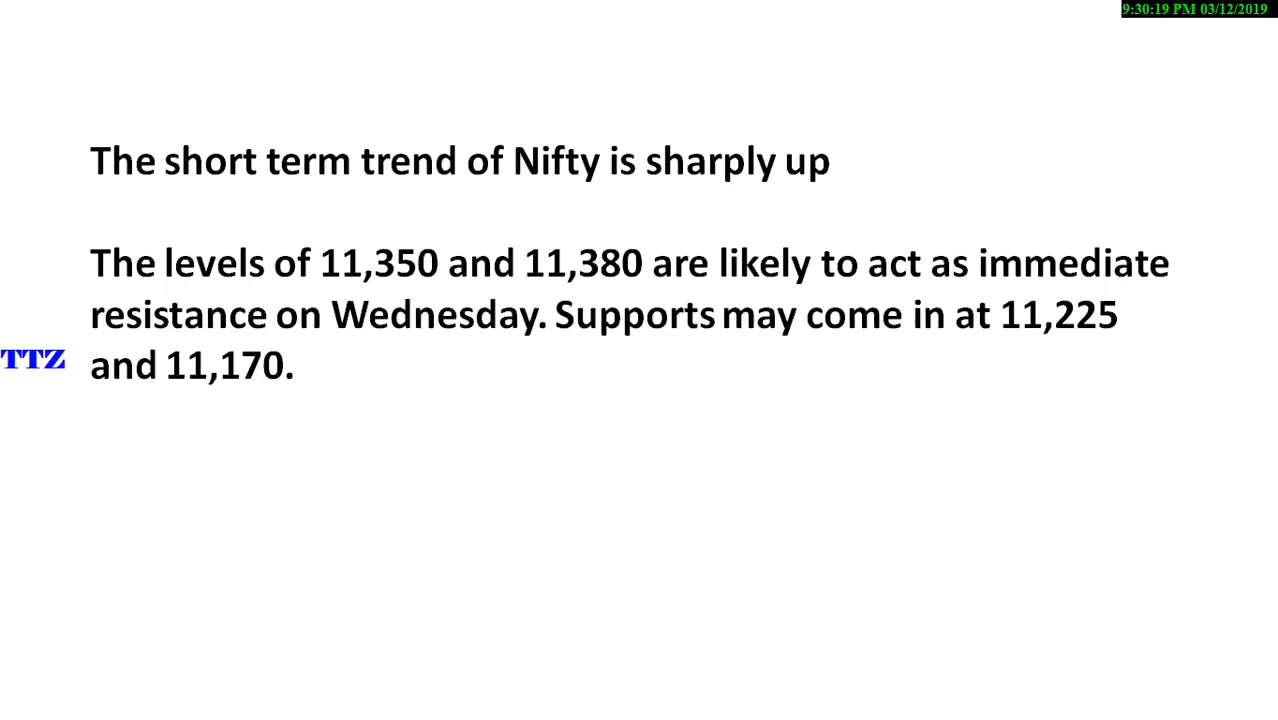 9:30:19 PM 03/12/2019
The short term trend of Nifty is sharply up
The levels of 11,350 and 11,380 are likely to act as immediate
resistance on Wednesday. Supports may come in at 11,225
TTZ
and 11,170.